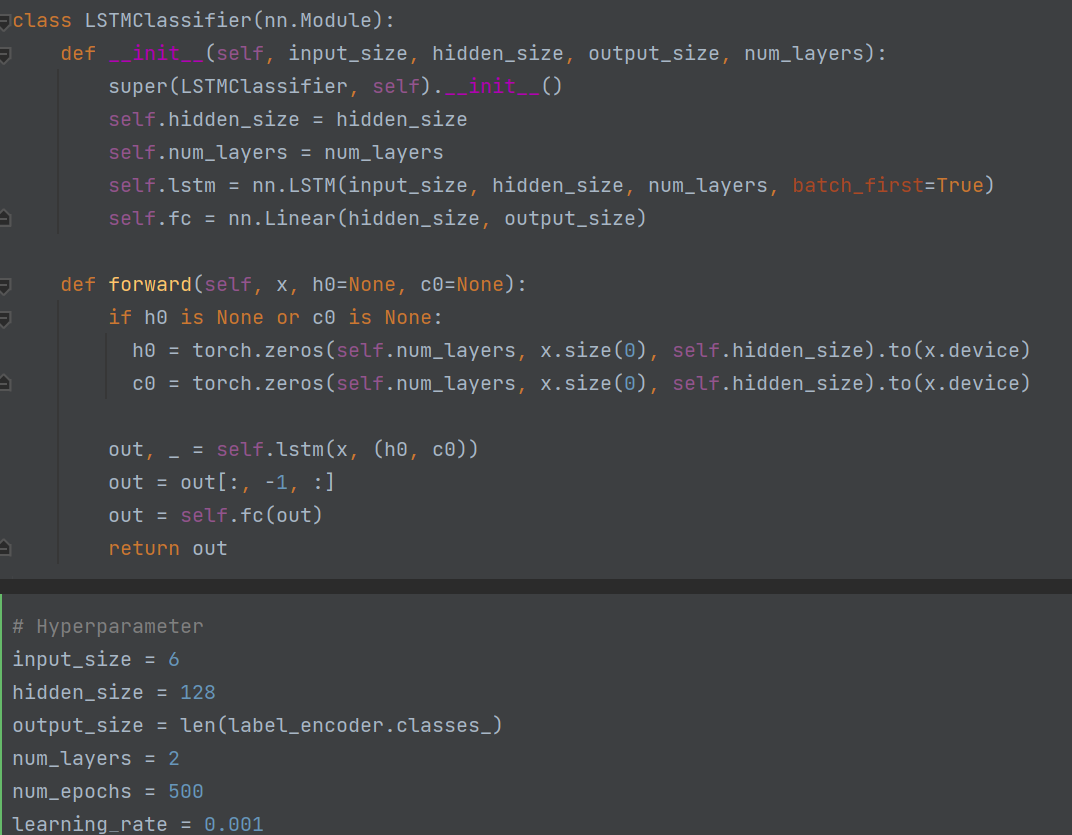 class LSTMClassifier(nn.Module):
    def __init__(self, input_size, hidden_size, output_size, num_layers):
        super(LSTMClassifier, self).__init__()
        self.hidden_size = hidden_size
        self.num_layers = num_layers
        self.lstm = nn.LSTM(input_size, hidden_size, num_layers, batch_first=True)
        self.fc = nn.Linear(hidden_size, output_size)

    def forward(self, x, h0=None, c0=None):
        if h0 is None or c0 is None:
          h0 = torch.zeros(self.num_layers, x.size(0), self.hidden_size).to(x.device)
          c0 = torch.zeros(self.num_layers, x.size(0), self.hidden_size).to(x.device)

        out, _ = self.lstm(x, (h0, c0))
        out = out[:, -1, :]
        out = self.fc(out)
        return out

# Hyperparameter
input_size = 6
hidden_size = 128
output_size = len(label_encoder.classes_)
num_layers = 2
num_epochs = 500
learning_rate = 0.001